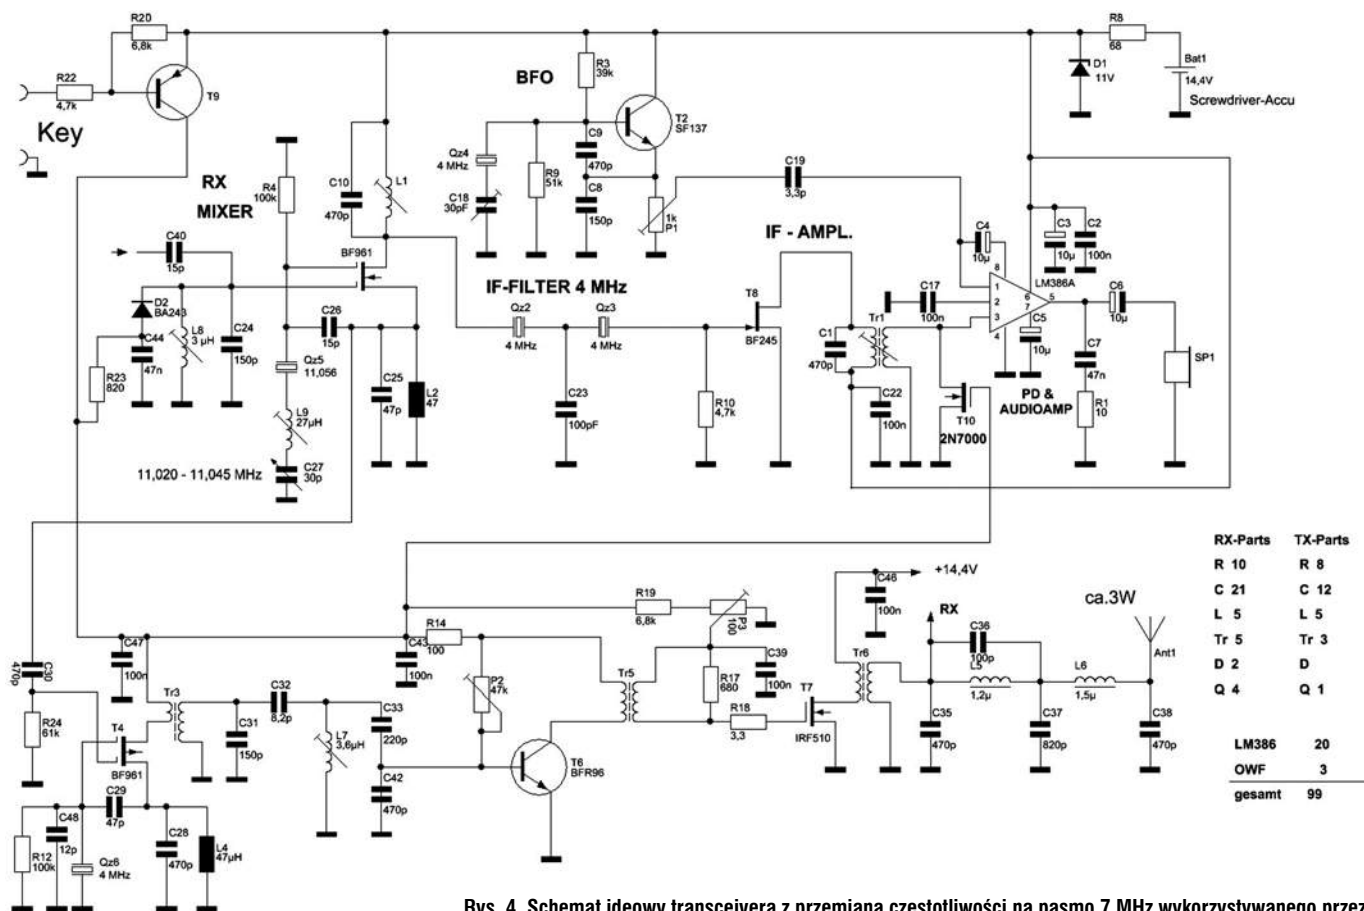 R20
6,8k
R22
4,7k
T9
Key
RX
MIXER
R4
100k
C10
470p
L1
BF961
C40
15p
D2
BA243
C44
47n
L8
3 µH
C24
150p
R23
820
C26
15p
Qz5
11,056
L9
27µH
C27
30p
11,020 - 11,045 MHz
C25
47p
L2
47
BFO
R3
39k
T2
SF137
Qz4
4 MHz
C18
30pF
R9
51k
C9
470p
C8
150p
1k
P1
C19
3,3p
IF-FILTER 4 MHz
Qz2
4 MHz
Qz3
4 MHz
C23
100pF
R10
4,7k
IF - AMPL.
T8
BF245
C1
470p
Tr1
C17
100n
C22
100n
T10
2N7000
C4
10µ
8
1
2
3
4
5
6
7
LM386A
C3
10µ
C2
100n
C5
10µ
PD &
AUDIOAMP
C6
10µ
C7
47n
R1
10
SP1
D1
11V
R8
68
Bat1
14,4V
Screwdriver-Accu
C30
470p
R24
61k
C47
100n
Tr3
T4
BF961
C29
47p
C48
12p
R12
100k
Qz6
4 MHz
C28
470p
L4
47µH
C31
150p
C32
8,2p
L7
3,6µH
C33
220p
C42
470p
C43
100n
R14
100
P2
47k
T6
BFR96
Tr5
R19
6,8k
P3
100
R17
680
C39
100n
R18
3,3
T7
IRF510
Tr6
C46
100n
+14,4V
RX
C36
100p
L5
1,2µ
L6
1,5µ
C35
470p
C37
820p
C38
470p
ca.3W
Ant1
RX-Parts TX-Parts
R 10 R 8
C 21 C 12
L 5 L 5
Tr 5 Tr 3
D 2 D
Q 4 Q 1
LM386 20
OWF 3
gesamt 99
Rys. 4. Schemat ideowy transceivera z przemianą częstotliwości na pasmo 7 MHz wykorzystywanego przez